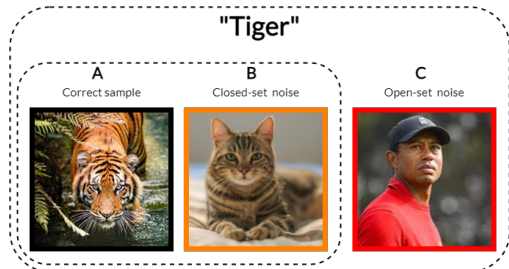 "Tiger"
A
Correct sample
B
Closed-set noise
C
Open-set noise